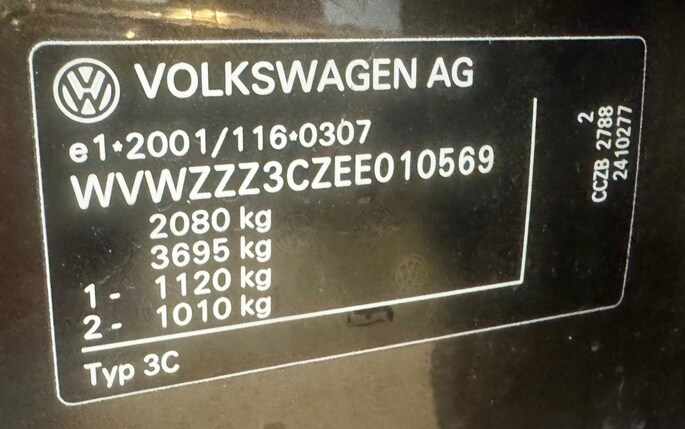 VOLKSWAGEN AG
e1*2001/116*0307
WVWZZZ3CZEE010569
2080 kg
3695 kg
1 - 1120 kg
2 - 1010 kg
Typ 3C
2
CCZB 2788
2410277